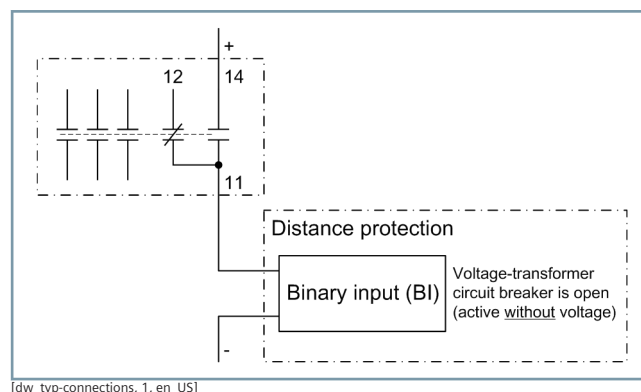 +
12 14
11
Distance protection
Binary input (BI)
Voltage-transformer
circuit breaker is open
(active without voltage)
-
[dw_typ-connections, 1, en_US]